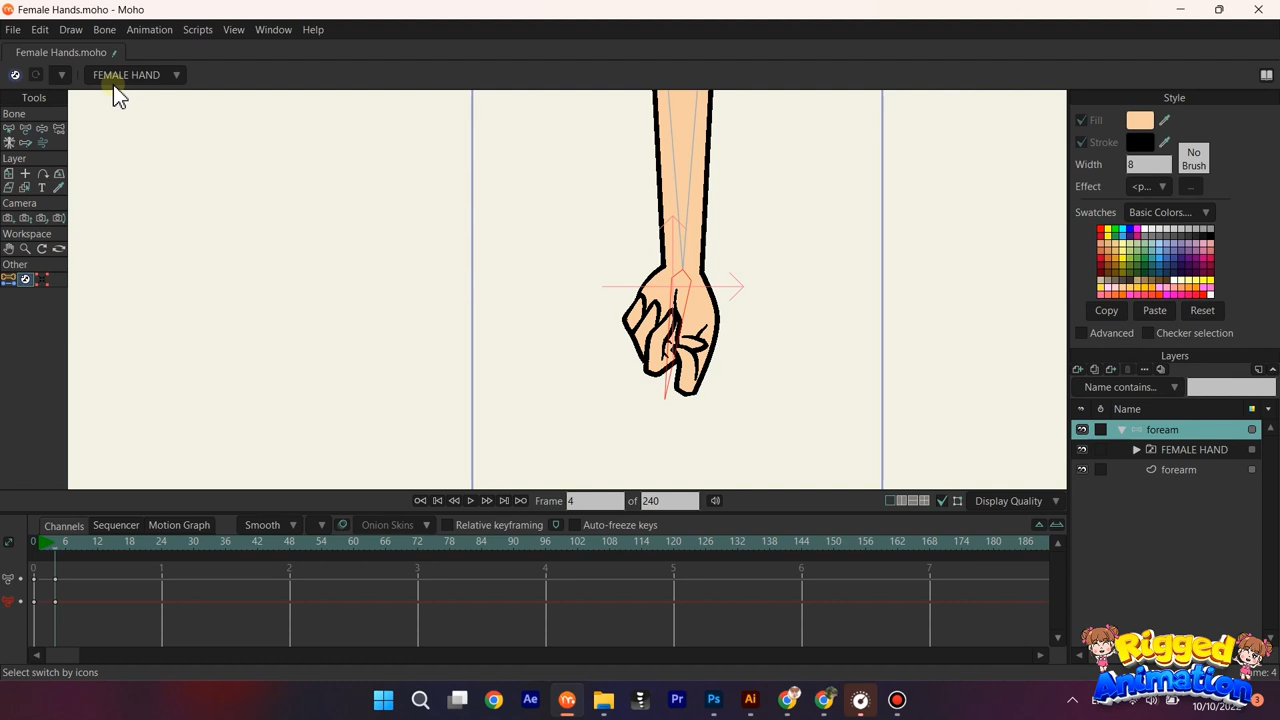 Female Hands.moho - Moho
File Edit Draw Bone Animation Scripts View Window Help
Female Hands.moho
FEMALE HAND
Tools
Bone
Layer
Camera
Workspace
Other
Style
Fill
Stroke
No Brush
Width 8
Effect <p... ...
Swatches Basic Colors....
Copy Paste Reset
Advanced Checker selection
Layers
Name contains...
Name
foream
FEMALE HAND
forearm
Frame 4 of 240 Display Quality
Channels Sequencer Motion Graph Smooth Onion Skins Relative keyframing Auto-freeze keys
0 6 12 18 24 30 36 42 48 54 60 66 72 78 84 90 96 102 108 114 120 126 132 138 144 150 156 162 168 174 180 186
0 1 2 3 4 5 6 7
Select switch by icons
Rigged
Animation
Ae Pr Ps Ai
10/10/2022
3